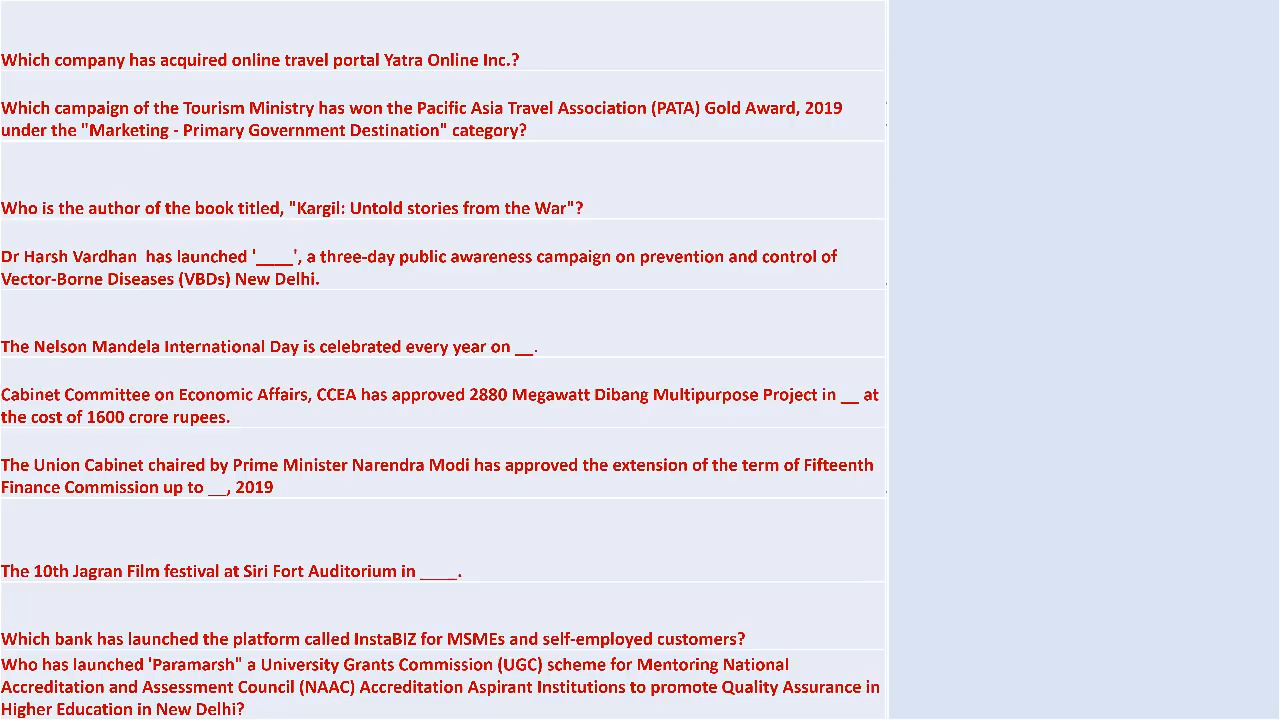 Which company has acquired online travel portal Yatra Online Inc.?
Which campaign of the Tourism Ministry has won the Pacific Asia Travel Association (PATA) Gold Award, 2019
under the "Marketing - Primary Government Destination" category?
Who is the author of the book titled, "Kargil: Untold stories from the War"?
Dr Harsh Vardhan  has launched '____', a three-day public awareness campaign on prevention and control of
Vector-Borne Diseases (VBDs) New Delhi.
The Nelson Mandela International Day is celebrated every year on __.
Cabinet Committee on Economic Affairs, CCEA has approved 2880 Megawatt Dibang Multipurpose Project in __ at
the cost of 1600 crore rupees.
The Union Cabinet chaired by Prime Minister Narendra Modi has approved the extension of the term of Fifteenth
Finance Commission up to __, 2019
The 10th Jagran Film festival at Siri Fort Auditorium in ____.
Which bank has launched the platform called InstaBIZ for MSMEs and self-employed customers?
Who has launched 'Paramarsh" a University Grants Commission (UGC) scheme for Mentoring National
Accreditation and Assessment Council (NAAC) Accreditation Aspirant Institutions to promote Quality Assurance in
Higher Education in New Delhi?